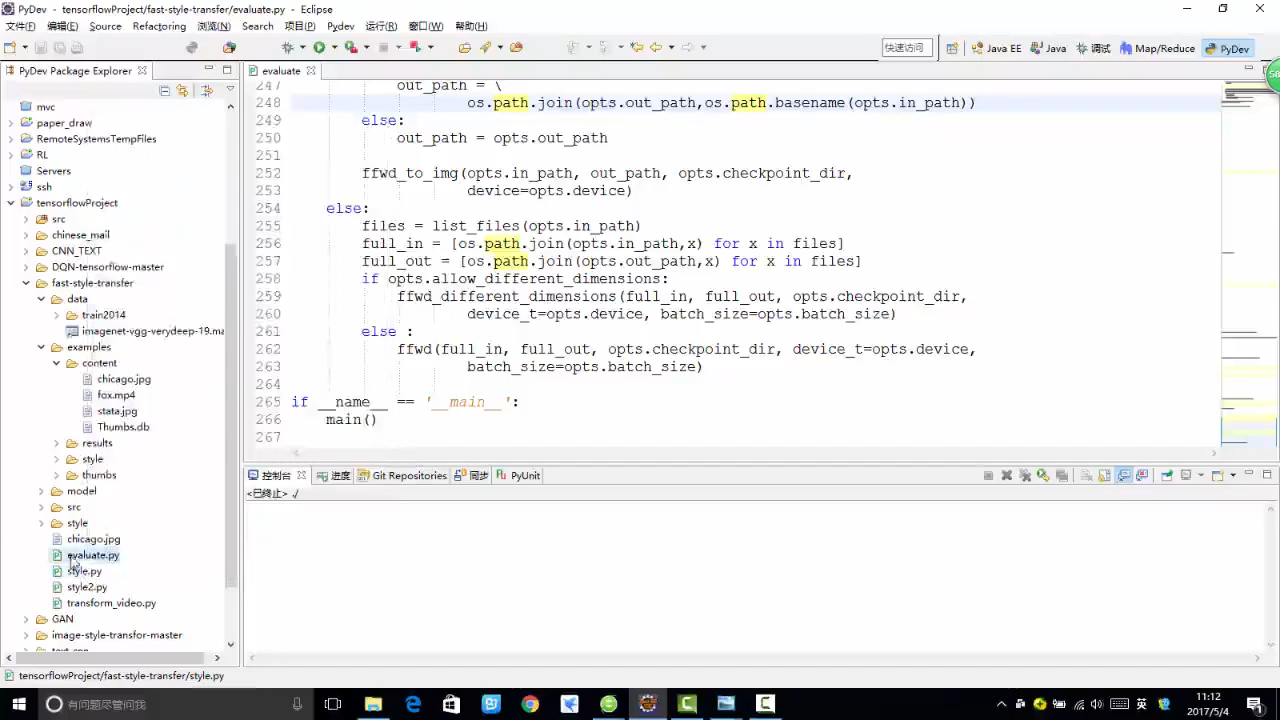 PyDev - tensorflowProject/fast-style-transfer/evaluate.py - Eclipse
文件(F) 编辑(E) Source Refactoring 浏览(N) Search 项目(P) Pydev 运行(R) 窗口(W) 帮助(H)
快速访问 Java EE Java 调试 Map/Reduce PyDev
PyDev Package Explorer
mvc
paper_draw
RemoteSystemsTempFiles
RL
Servers
ssh
tensorflowProject
src
chinese_mail
CNN_TEXT
DQN-tensorflow-master
fast-style-transfer
data
train2014
imagenet-vgg-verydeep-19.ma
examples
content
chicago.jpg
fox.mp4
stata.jpg
Thumbs.db
results
style
thumbs
model
src
style
chicago.jpg
evaluate.py
style.py
style2.py
transform_video.py
GAN
image-style-transfor-master
evaluate
247 out_path = \
248 os.path.join(opts.out_path,os.path.basename(opts.in_path))
249 else:
250 out_path = opts.out_path
251
252 ffwd_to_img(opts.in_path, out_path, opts.checkpoint_dir,
253 device=opts.device)
254 else:
255 files = list_files(opts.in_path)
256 full_in = [os.path.join(opts.in_path,x) for x in files]
257 full_out = [os.path.join(opts.out_path,x) for x in files]
258 if opts.allow_different_dimensions:
259 ffwd_different_dimensions(full_in, full_out, opts.checkpoint_dir,
260 device_t=opts.device, batch_size=opts.batch_size)
261 else :
262 ffwd(full_in, full_out, opts.checkpoint_dir, device_t=opts.device,
263 batch_size=opts.batch_size)
264
265 if __name__ == '__main__':
266 main()
267
控制台 进度 Git Repositories 同步 PyUnit
<已终止> /
tensorflowProject/fast-style-transfer/style.py
有问题尽管问我
英
11:12
2017/5/4